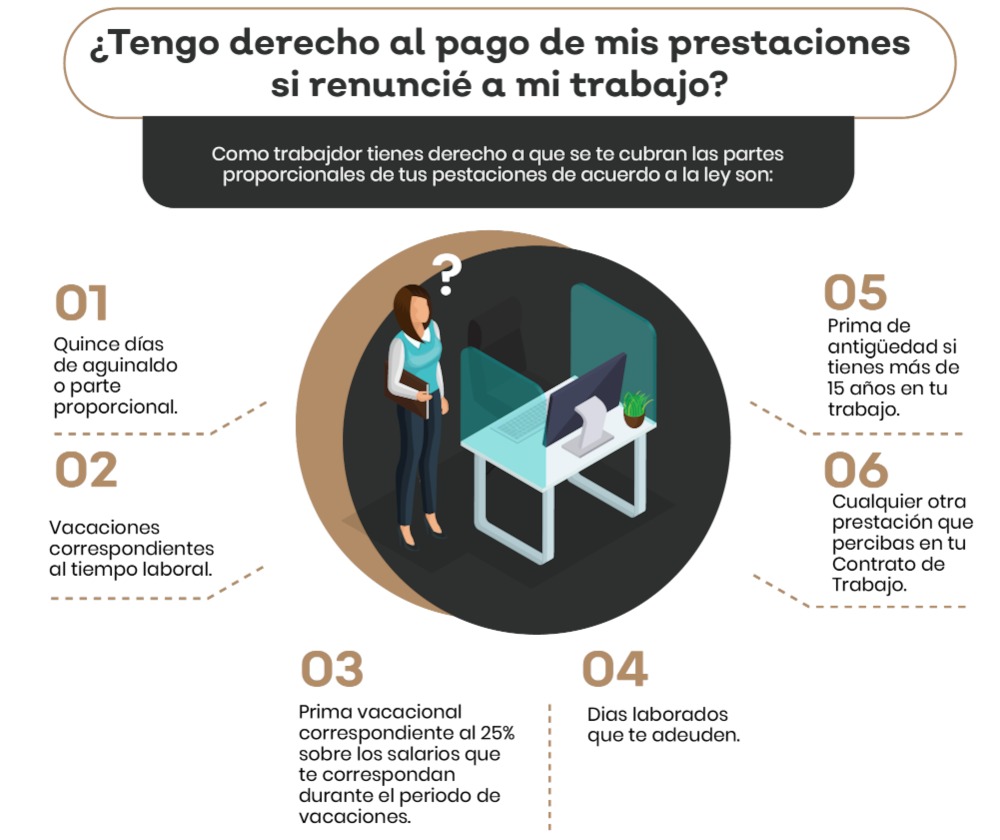 ¿Tengo derecho al pago de mis prestaciones
si renuncié a mi trabajo?
Como trabajdor tienes derecho a que se te cubran las partes
proporcionales de tus pestaciones de acuerdo a la ley son:
?
01
Quince días
de aguinaldo
o parte
proporcional.
02
Vacaciones
correspondientes
al tiempo laboral.
03
Prima vacacional
correspondiente al 25%
sobre los salarios que
te correspondan
durante el periodo de
vacaciones.
04
Dias laborados
que te adeuden.
05
Prima de
antigüedad si
tienes más de
15 años en tu
trabajo.
06
Cualquier otra
prestación que
percibas en tu
Contrato de
Trabajo.